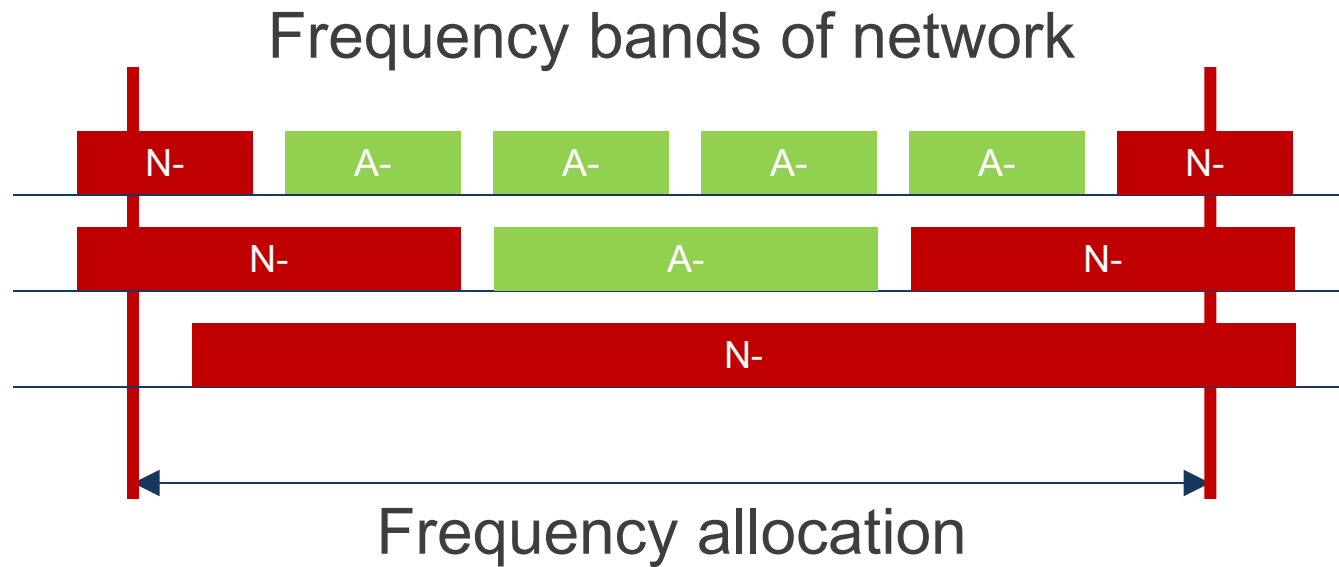 Frequency bands of network
N- A- A- A- A- N-
N- A- N-
N-
Frequency allocation